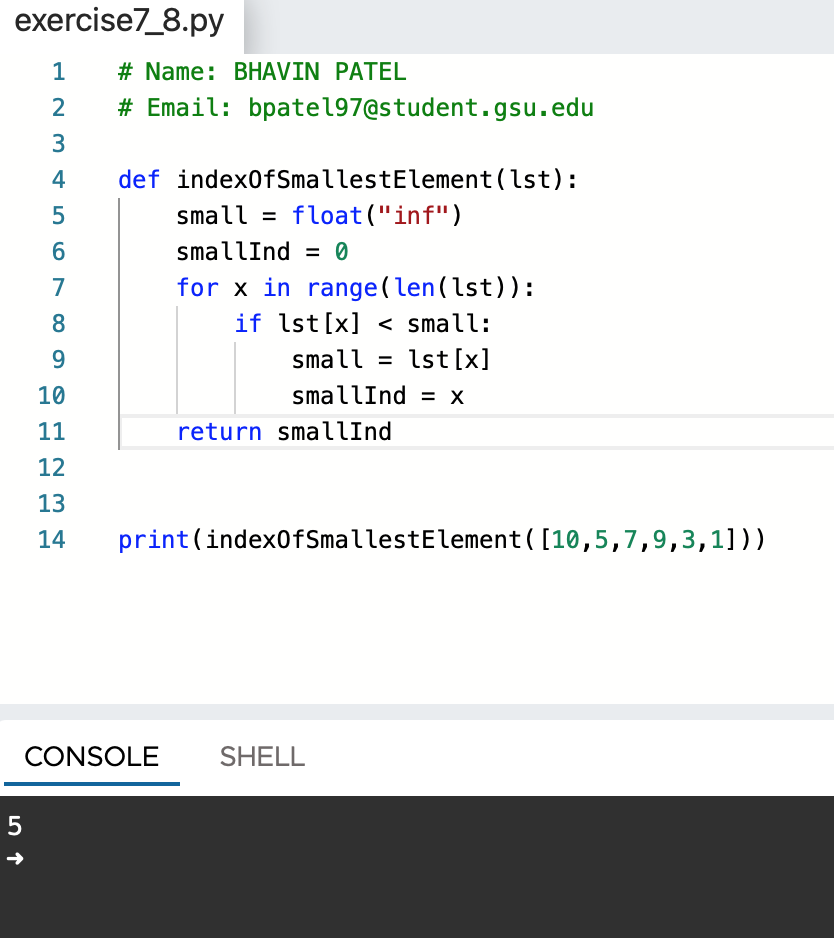 exercise7_8.py
1 # Name: BHAVIN PATEL
2 # Email: bpatel97@student.gsu.edu
3
4 def indexOfSmallestElement(lst):
5     small = float("inf")
6     smallInd = 0
7     for x in range(len(lst)):
8         if lst[x] < small:
9             small = lst[x]
10             smallInd = x
11     return smallInd
12
13
14 print(indexOfSmallestElement([10,5,7,9,3,1]))
CONSOLE SHELL
5
➜